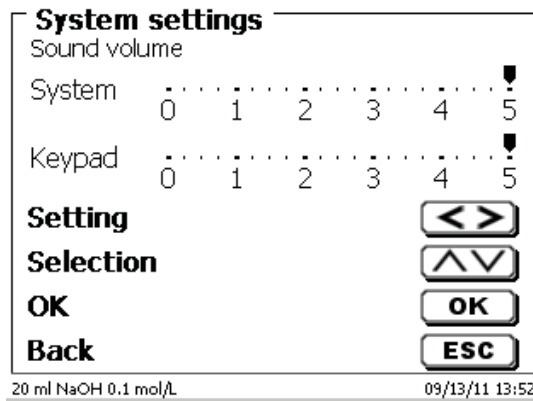 System settings
Sound volume
System
0 1 2 3 4 5
Keypad
0 1 2 3 4 5
Setting < >
Selection ∧ ∨
OK OK
Back ESC
20 ml NaOH 0.1 mol/L 09/13/11 13:52